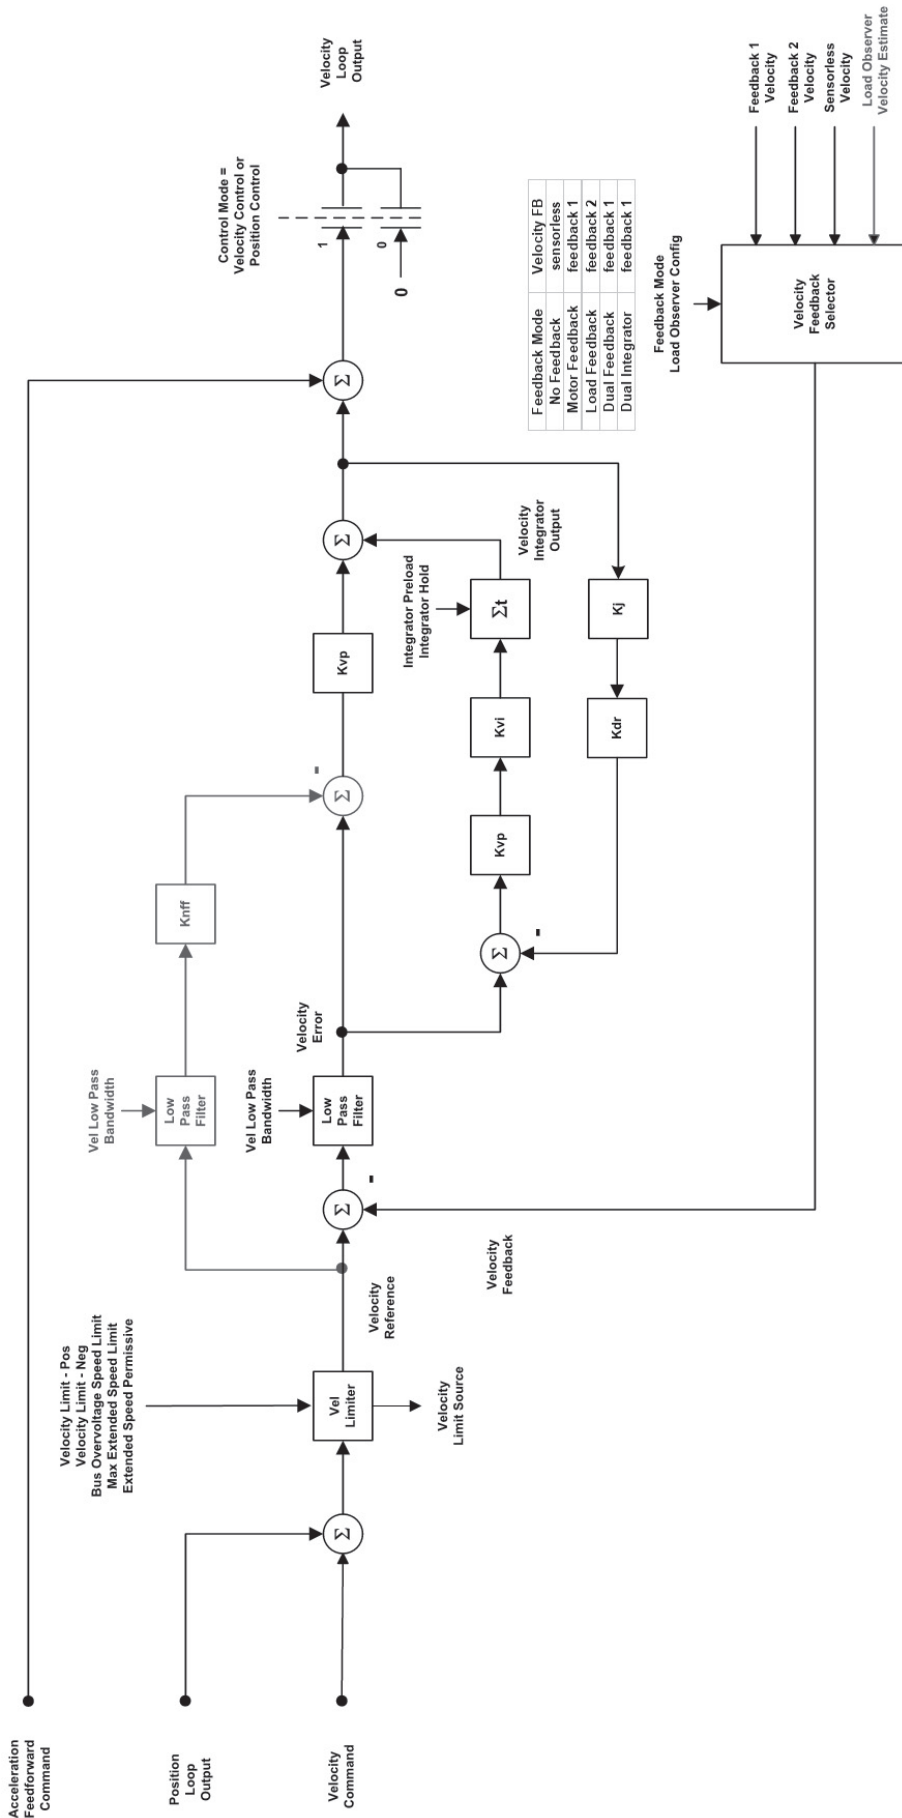 Acceleration
Feedforward
Command
Position
Loop
Output
Velocity
Command
Σ
Velocity Limit - Pos
Velocity Limit - Neg
Bus Overvoltage Speed Limit
Max Extended Speed Limit
Extended Speed Permissive
Vel
Limiter
Velocity
Limit Source
Velocity
Reference
Σ
-
Velocity
Feedback
Vel Low Pass
Bandwidth
Low
Pass
Filter
Vel Low Pass
Bandwidth
Low
Pass
Filter
Velocity
Error
Knff
Σ
-
Σ
-
Kvp
Kvi
Σt
Integrator Preload
Integrator Hold
Velocity
Integrator
Output
Kdr
Kj
Kvp
Σ
Σ
Control Mode =
Velocity Control or
Position Control
1
0
0
Velocity
Loop
Output
Feedback Mode Velocity FB
No Feedback sensorless
Motor Feedback feedback 1
Load Feedback feedback 2
Dual Feedback feedback 1
Dual Integrator feedback 1
Feedback Mode
Load Observer Config
Velocity
Feedback
Selector
Feedback 1
Velocity
Feedback 2
Velocity
Sensorless
Velocity
Load Observer
Velocity Estimate